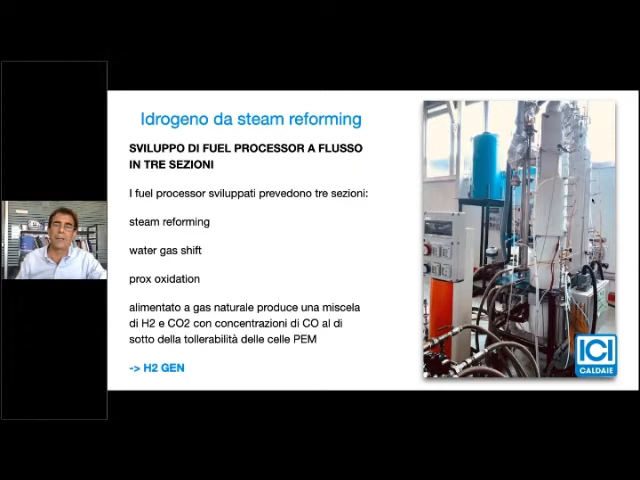 Idrogeno da steam reforming
SVILUPPO DI FUEL PROCESSOR A FLUSSO
IN TRE SEZIONI
I fuel processor sviluppati prevedono tre sezioni:
steam reforming
water gas shift
prox oxidation
alimentato a gas naturale produce una miscela
di H2 e CO2 con concentrazioni di CO al di
sotto della tollerabilità delle celle PEM
-> H2 GEN
ICI
CALDAIE